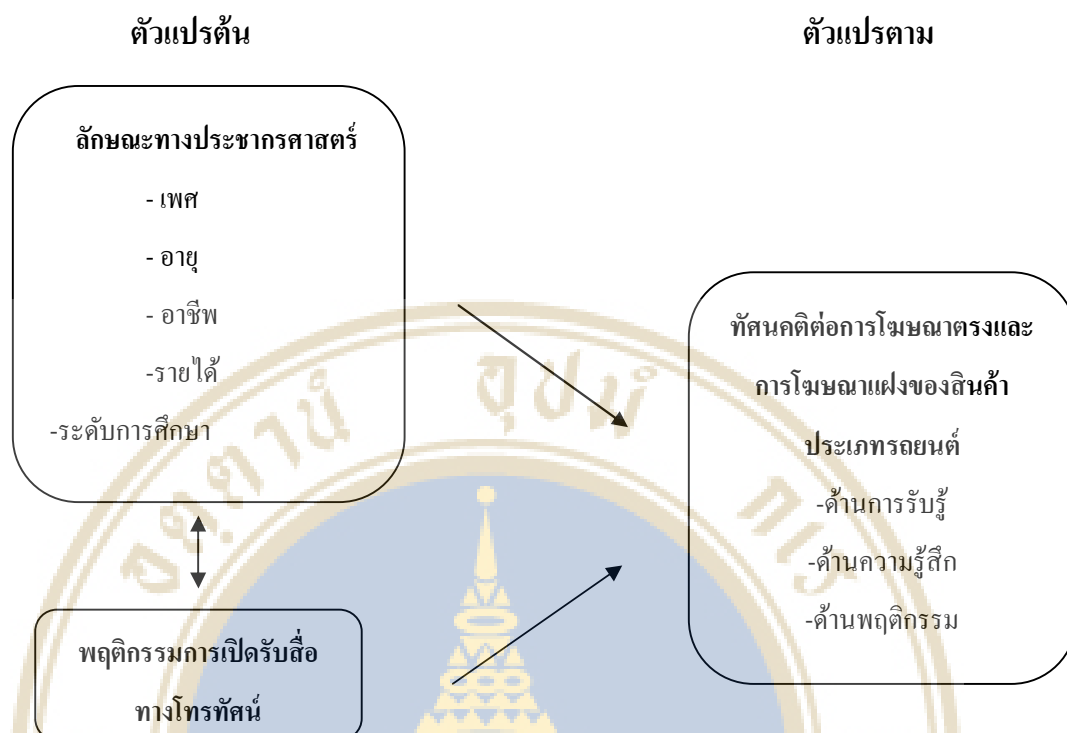 ตัวแปรต้น
ตัวแปรตาม
ลักษณะทางประชากรศาสตร์
- เพศ
- อายุ
- อาชีพ
-รายได้
-ระดับการศึกษา
พฤติกรรมการเปิดรับสื่อ
ทางโทรทัศน์
ทัศนคติต่อการโฆษณาตรงและ
การโฆษณาแฝงของสินค้า
ประเภทรถยนต์
-ด้านการรับรู้
-ด้านความรู้สึก
-ด้านพฤติกรรม